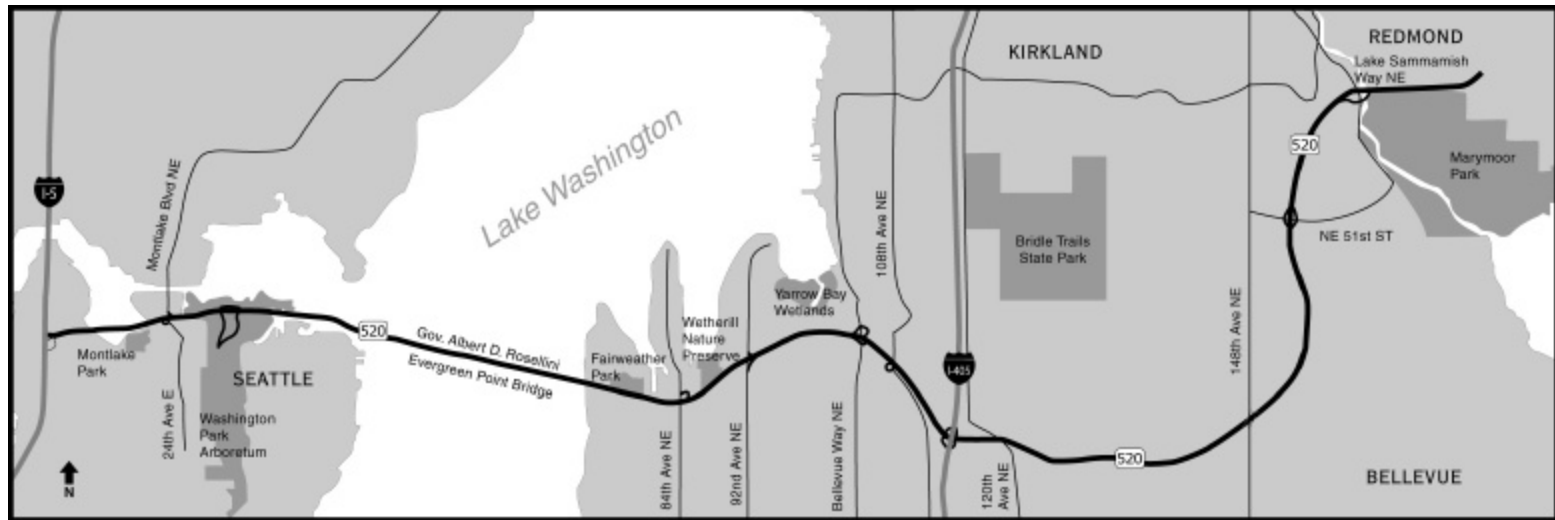 KIRKLAND
REDMOND
Lake Sammamish
Way NE
Lake Washington
520
Marymoor
Park
I-5
Montlake Blvd NE
108th Ave NE
NE 51st ST
Bridle Trails
State Park
Yarrow Bay
Wetlands
148th Ave NE
Wetherill
Nature
Preserve
520
Gov. Albert D. Rosellini
Evergreen Point Bridge
Fairweather
Park
Montlake
Park
SEATTLE
I-405
24th Ave E
Washington
Park
Arboretum
84th Ave NE
92nd Ave NE
Bellevue Way NE
520
120th
Ave NE
BELLEVUE
N